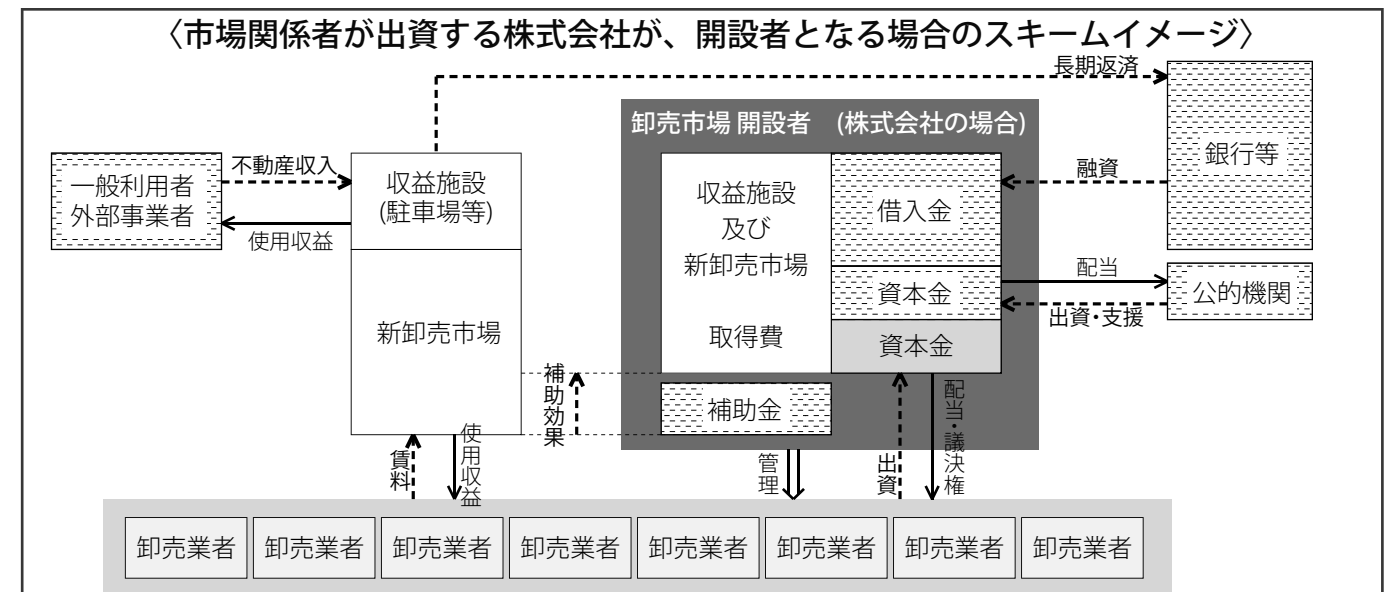 〈市場関係者が出資する株式会社が、開設者となる場合のスキームイメージ〉
長期返済
卸売市場 開設者 (株式会社の場合)
一般利用者
外部事業者
不動産収入
使用収益
収益施設
(駐車場等)
新卸売市場
収益施設
及び
新卸売市場
取得費
借入金
資本金
資本金
融資
銀行等
配当
出資・支援
公的機関
補助効果
補助金
賃料
使用収益
管理
出資
配当・議決権
卸売業者
卸売業者
卸売業者
卸売業者
卸売業者
卸売業者
卸売業者
卸売業者